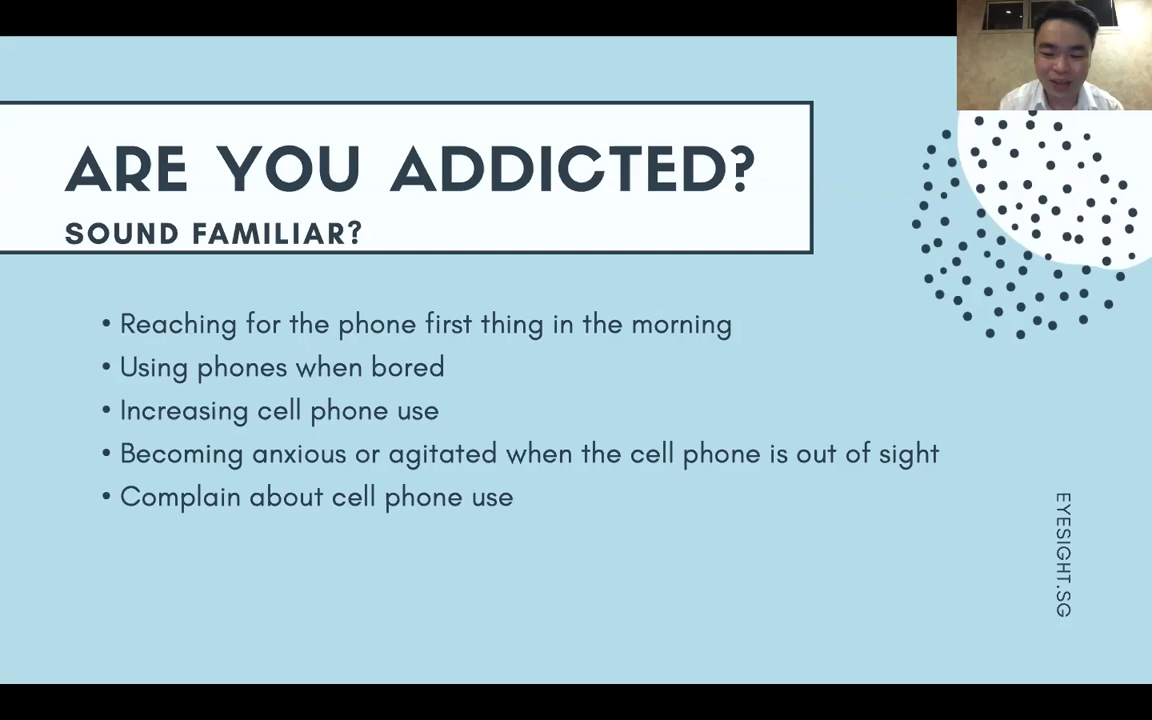 ARE YOU ADDICTED?
SOUND FAMILIAR?
• Reaching for the phone first thing in the morning
• Using phones when bored
• Increasing cell phone use
• Becoming anxious or agitated when the cell phone is out of sight
• Complain about cell phone use
EYESIGHT.SG